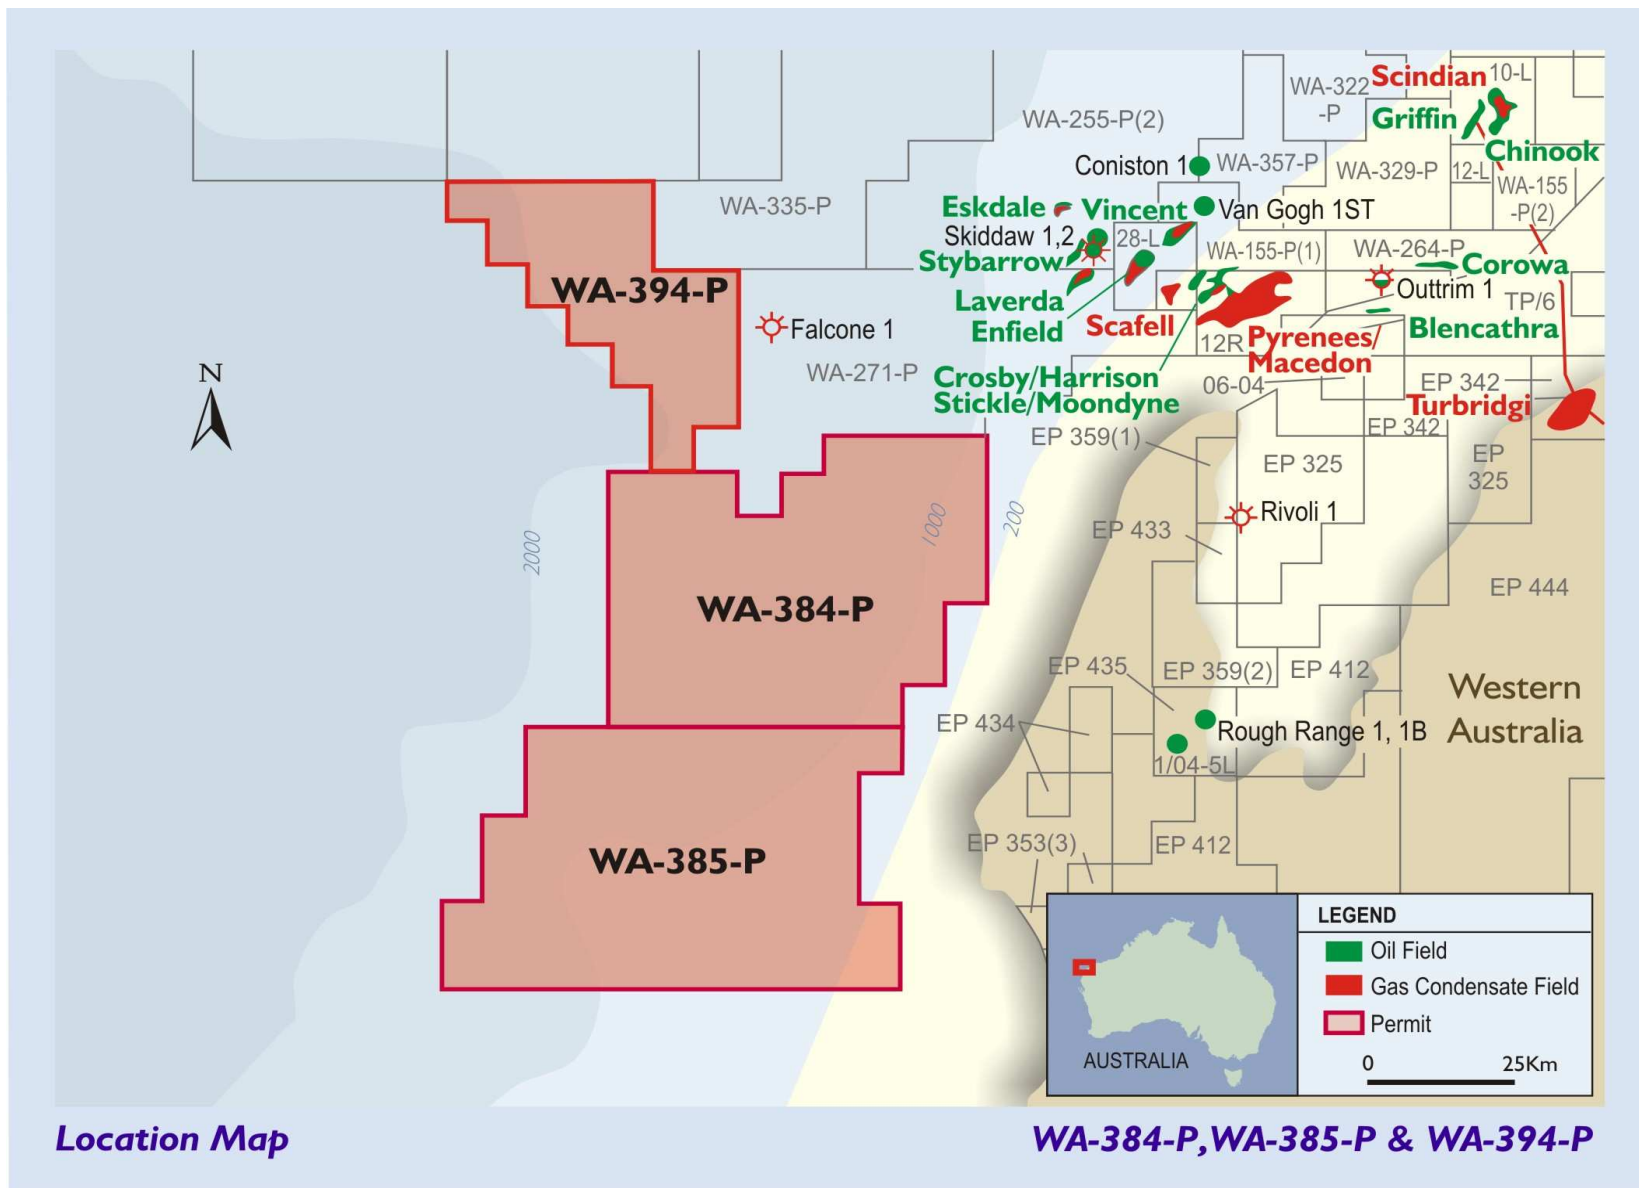 Scindian
10-L
WA-322
-P
Griffin
WA-255-P(2)
Chinook
Coniston 1
WA-357-P
WA-329-P
12-L
WA-155
-P(2)
WA-335-P
Eskdale
Vincent
Van Gogh 1ST
Skiddaw 1,2
28-L
WA-155-P(1)
WA-264-P
Stybarrow
Corowa
WA-394-P
Outtrim 1
TP/6
Laverda
Enfield
Scafell
Falcone 1
Blencathra
12R
Pyrenees/
Macedon
WA-271-P
N
Crosby/Harrison
Stickle/Moondyne
06-04
EP 342
Turbridgi
EP 359(1)
EP 342
EP 325
EP
325
Rivoli 1
EP 433
2000
1000
200
EP 444
WA-384-P
EP 435
EP 359(2)
EP 412
Western
Australia
EP 434
Rough Range 1, 1B
1/04-5L
WA-385-P
EP 353(3)
EP 412
LEGEND
Oil Field
Gas Condensate Field
Permit
0 25Km
AUSTRALIA
Location Map
WA-384-P,WA-385-P & WA-394-P